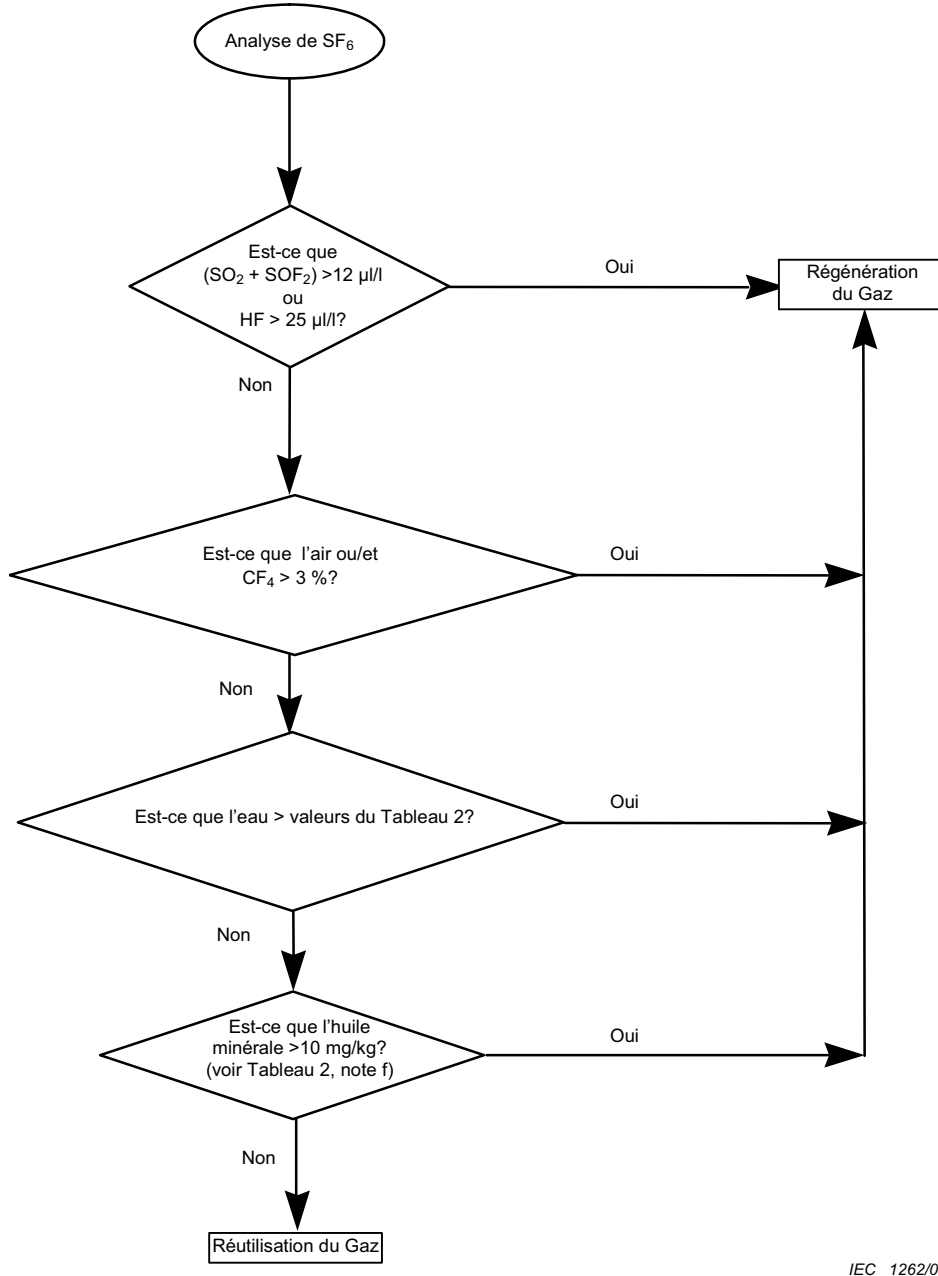 Analyse de SF₆
Est-ce que
(SO₂ + SOF₂) >12 µl/l
ou
HF > 25 µl/l?
Oui
Régénération
du Gaz
Non
Est-ce que l'air ou/et
CF₄ > 3 %?
Oui
Non
Est-ce que l'eau > valeurs du Tableau 2?
Oui
Non
Est-ce que l'huile
minérale >10 mg/kg?
(voir Tableau 2, note f)
Oui
Non
Réutilisation du Gaz
IEC 1262/0